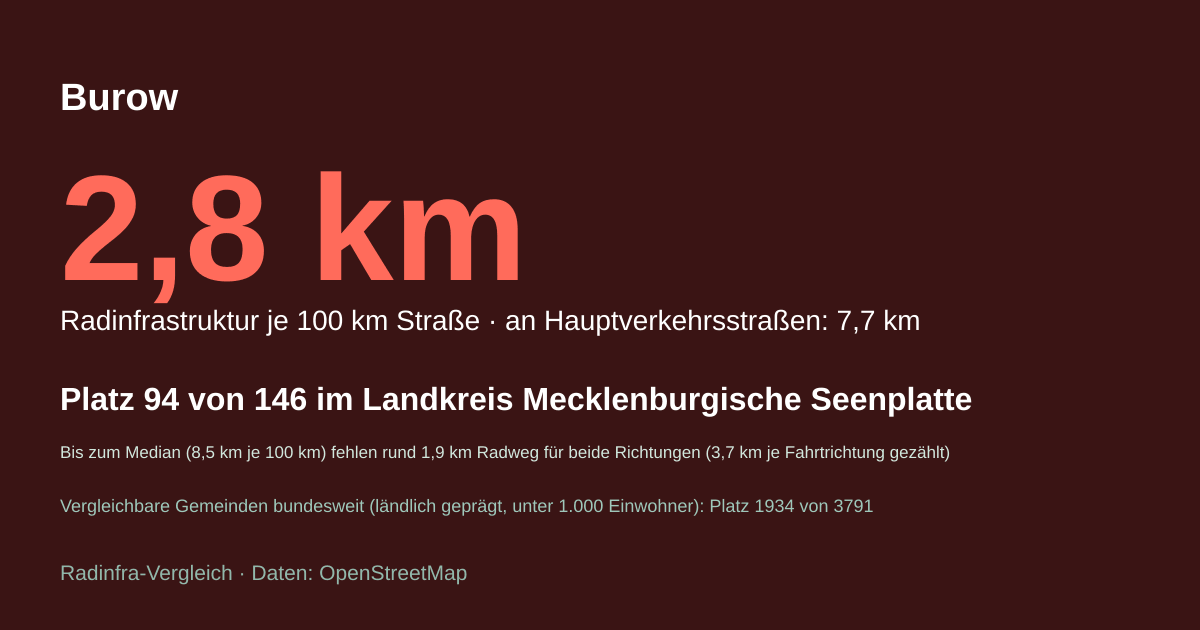 Burow
2,8 km
Radinfrastruktur je 100 km Straße · an Hauptverkehrsstraßen: 7,7 km
Platz 94 von 146 im Landkreis Mecklenburgische Seenplatte
Bis zum Median (8,5 km je 100 km) fehlen rund 1,9 km Radweg für beide Richtungen (3,7 km je Fahrtrichtung gezählt)
Vergleichbare Gemeinden bundesweit (ländlich geprägt, unter 1.000 Einwohner): Platz 1934 von 3791
Radinfra-Vergleich · Daten: OpenStreetMap